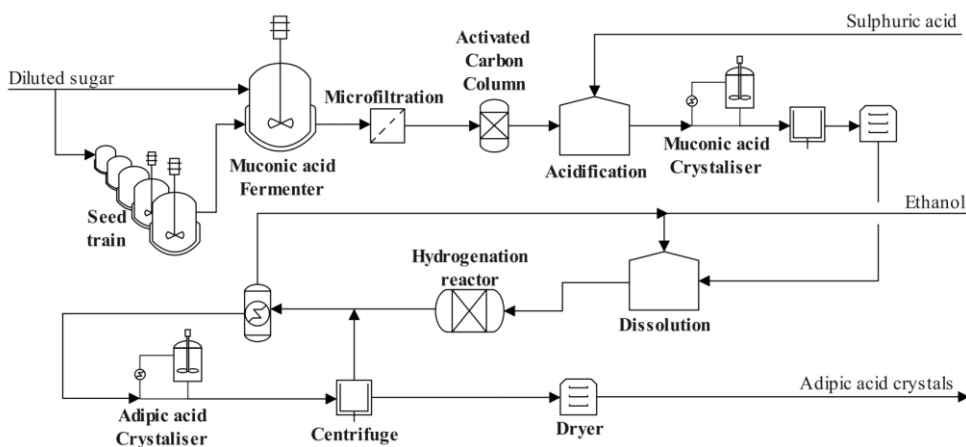 Sulphuric acid
Activated
Carbon
Column
Diluted sugar
Microfiltration
Muconic acid
Fermenter
Acidification
Muconic acid
Crystaliser
Seed
train
Ethanol
Hydrogenation
reactor
Dissolution
Adipic acid
Crystaliser
Centrifuge
Dryer
Adipic acid crystals